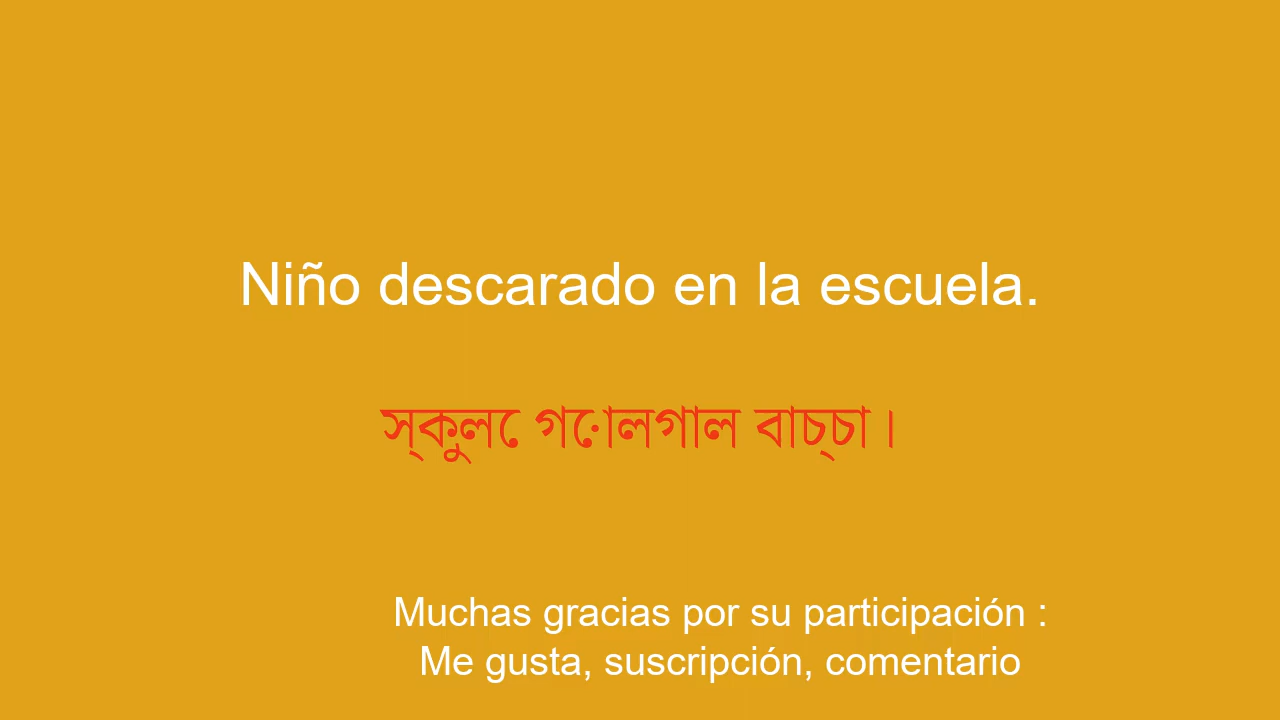 Niño descarado en la escuela.
স্কুলে গোলগাল বাচ্চা।
Muchas gracias por su participación :
Me gusta, suscripción, comentario